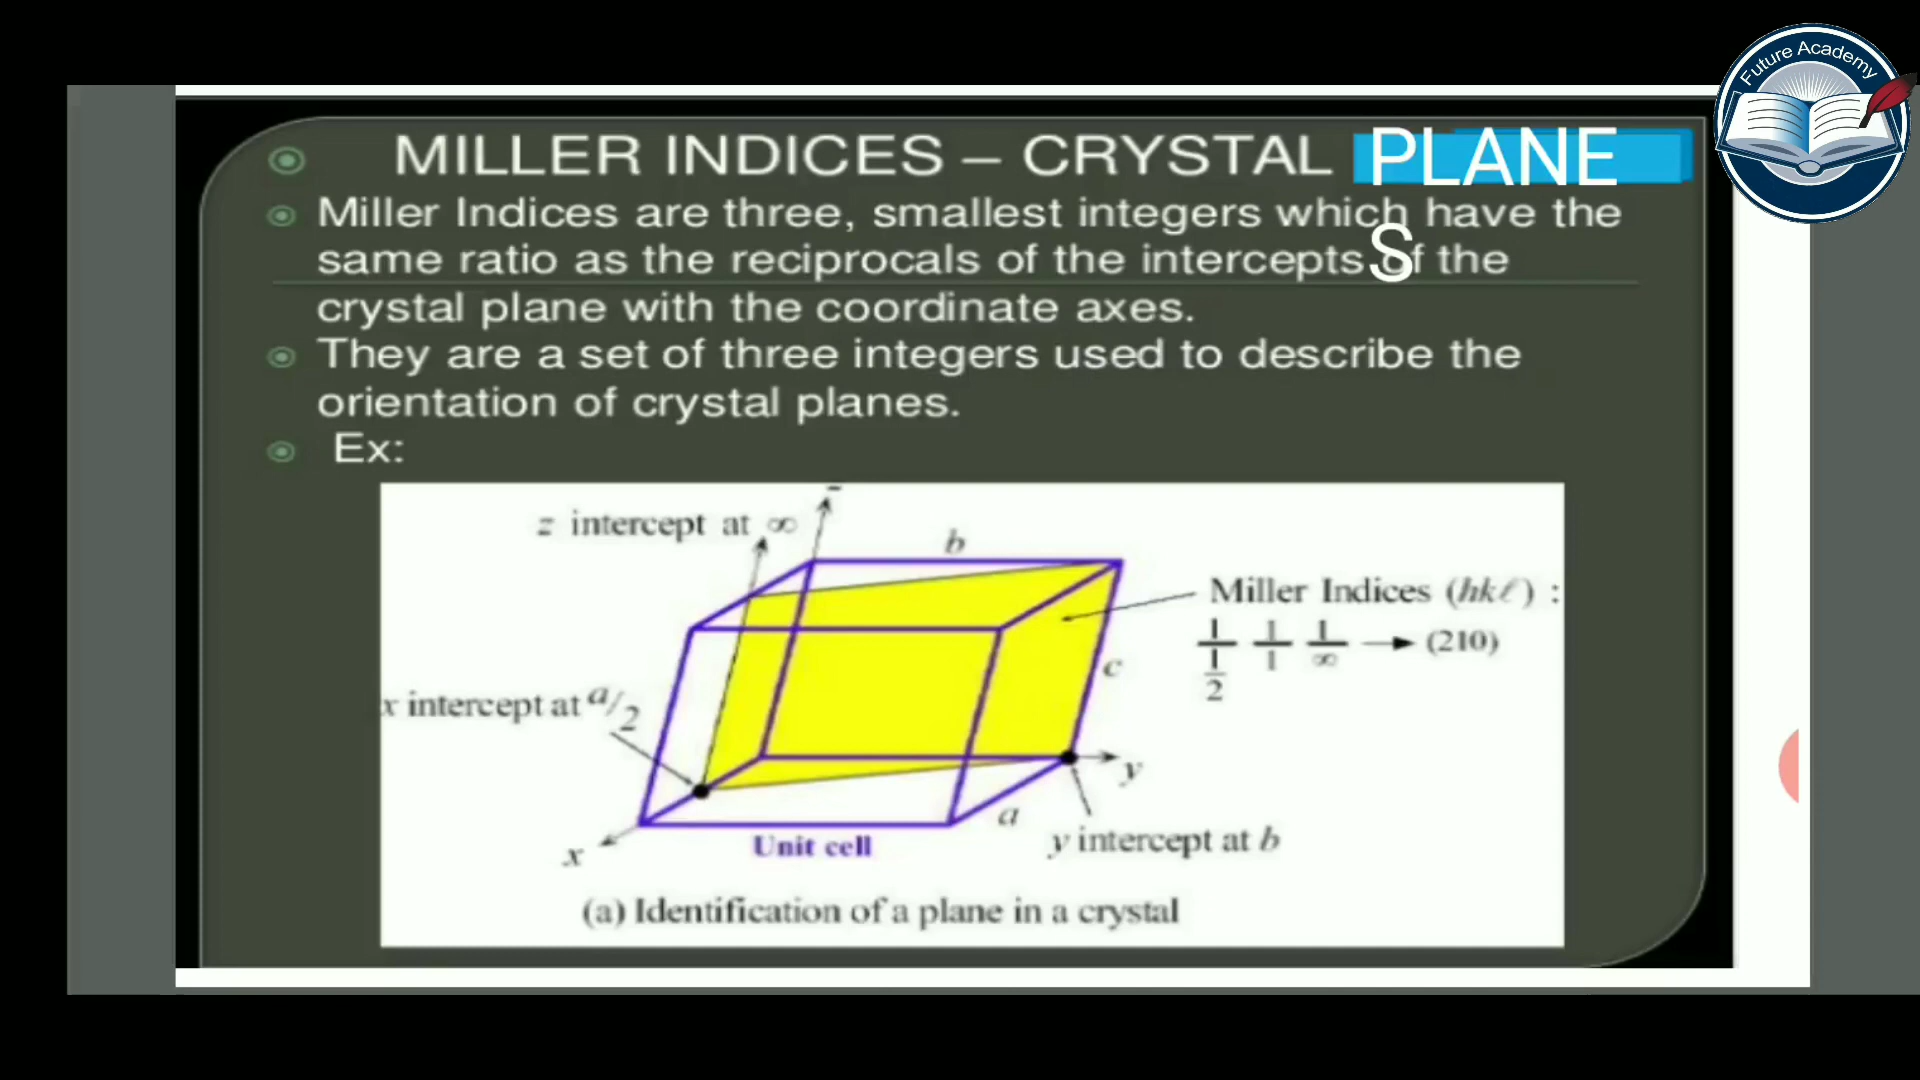 Future Academy
MILLER INDICES – CRYSTAL PLANE
S
Miller Indices are three, smallest integers which have the
same ratio as the reciprocals of the intercepts of the
crystal plane with the coordinate axes.
They are a set of three integers used to describe the
orientation of crystal planes.
Ex:
z intercept at ∞
b
Miller Indices (hkℓ) :
1/(1/2) 1/1 1/∞ → (210)
c
x intercept at a/2
y
a
x
Unit cell
y intercept at b
(a) Identification of a plane in a crystal